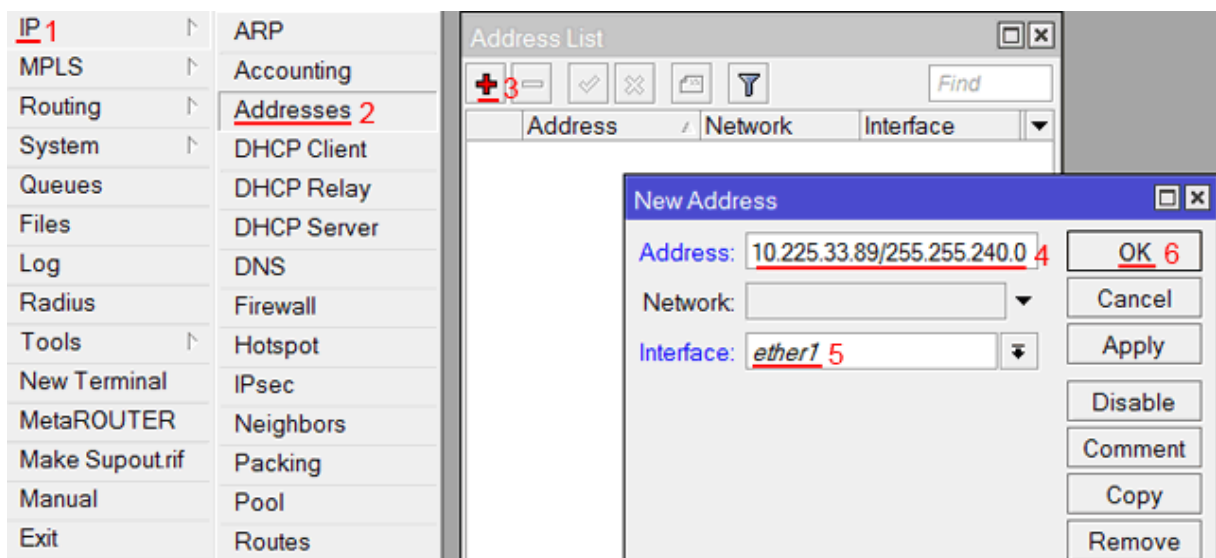 IP 1
MPLS
Routing
System
Queues
Files
Log
Radius
Tools
New Terminal
MetaROUTER
Make Supout.rif
Manual
Exit
ARP
Accounting
Addresses 2
DHCP Client
DHCP Relay
DHCP Server
DNS
Firewall
Hotspot
IPsec
Neighbors
Packing
Pool
Routes
Address List
3 Find
Address Network Interface
New Address
Address: 10.225.33.89/255.255.240.0 4
Network:
Interface: ether1 5
OK 6
Cancel
Apply
Disable
Comment
Copy
Remove